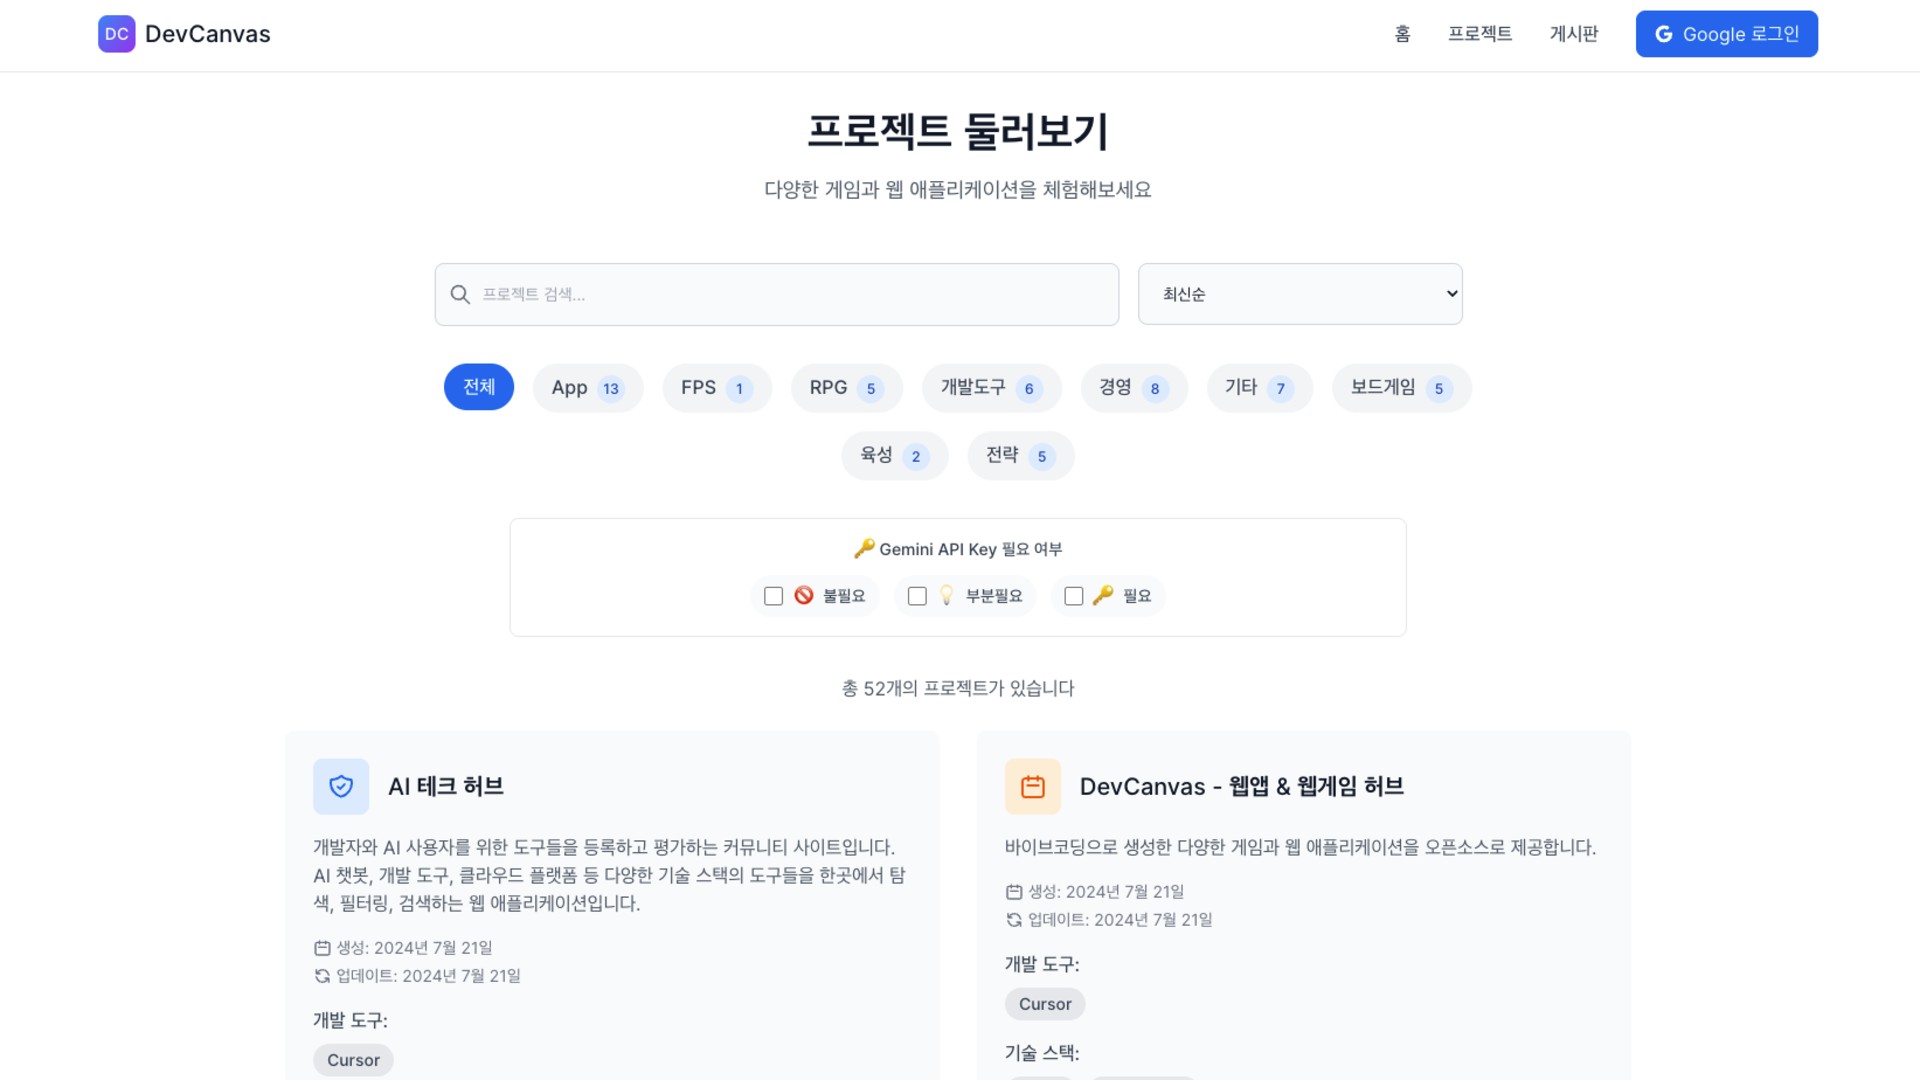 DC DevCanvas
홈 프로젝트 게시판 Google 로그인
프로젝트 둘러보기
다양한 게임과 웹 애플리케이션을 체험해보세요
프로젝트 검색...
최신순
전체 App 13 FPS 1 RPG 5 개발도구 6 경영 8 기타 7 보드게임 5
육성 2 전략 5
🔑 Gemini API Key 필요 여부
🚫 불필요 💡 부분필요 🔑 필요
총 52개의 프로젝트가 있습니다
AI 테크 허브
개발자와 AI 사용자를 위한 도구들을 등록하고 평가하는 커뮤니티 사이트입니다.
AI 챗봇, 개발 도구, 클라우드 플랫폼 등 다양한 기술 스택의 도구들을 한곳에서 탐
색, 필터링, 검색하는 웹 애플리케이션입니다.
생성: 2024년 7월 21일
업데이트: 2024년 7월 21일
개발 도구:
Cursor
DevCanvas - 웹앱 & 웹게임 허브
바이브코딩으로 생성한 다양한 게임과 웹 애플리케이션을 오픈소스로 제공합니다.
생성: 2024년 7월 21일
업데이트: 2024년 7월 21일
개발 도구:
Cursor
기술 스택: